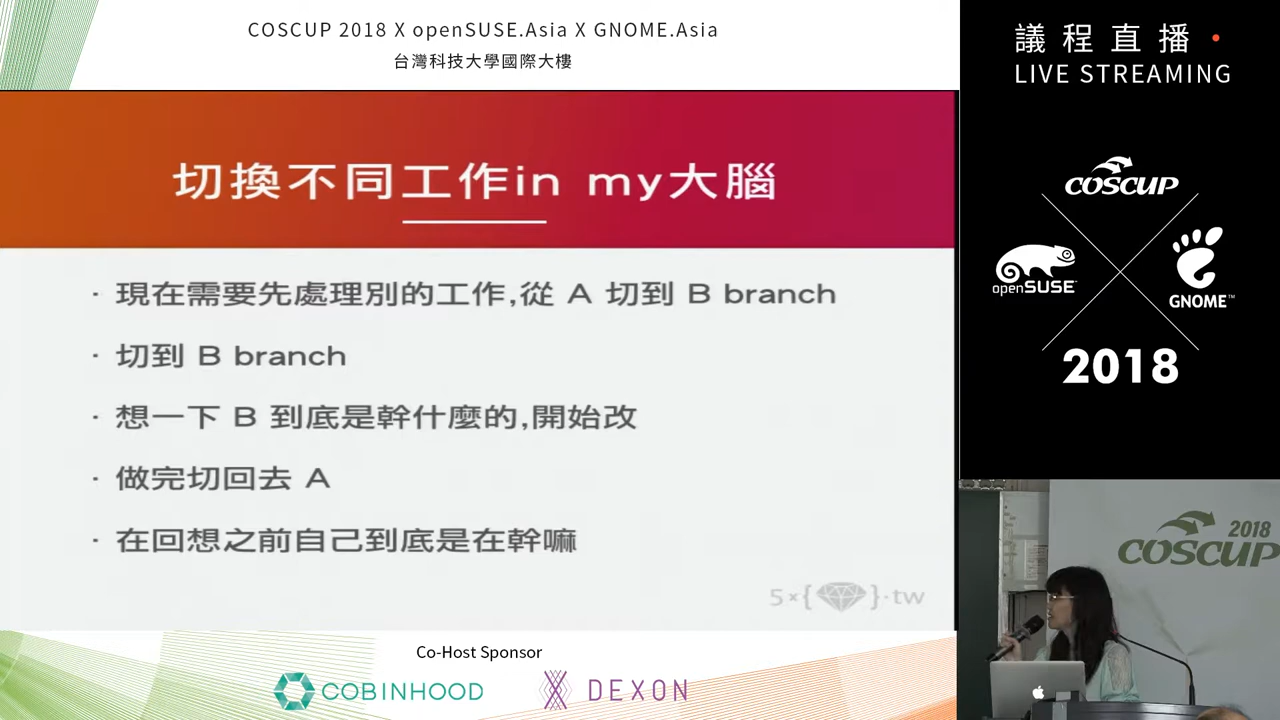 COSCUP 2018 X openSUSE.Asia X GNOME.Asia
台灣科技大學國際大樓
切換不同工作in my大腦
· 現在需要先處理別的工作,從 A 切到 B branch
· 切到 B branch
· 想一下 B 到底是幹什麼的,開始改
· 做完切回去 A
· 在回想之前自己到底是在幹嘛
5×{ }·tw
Co-Host Sponsor
COBINHOOD
DEXON
議程直播
LIVE STREAMING
COSCUP
openSUSE
GNOME™
2018
2018
COSCUP